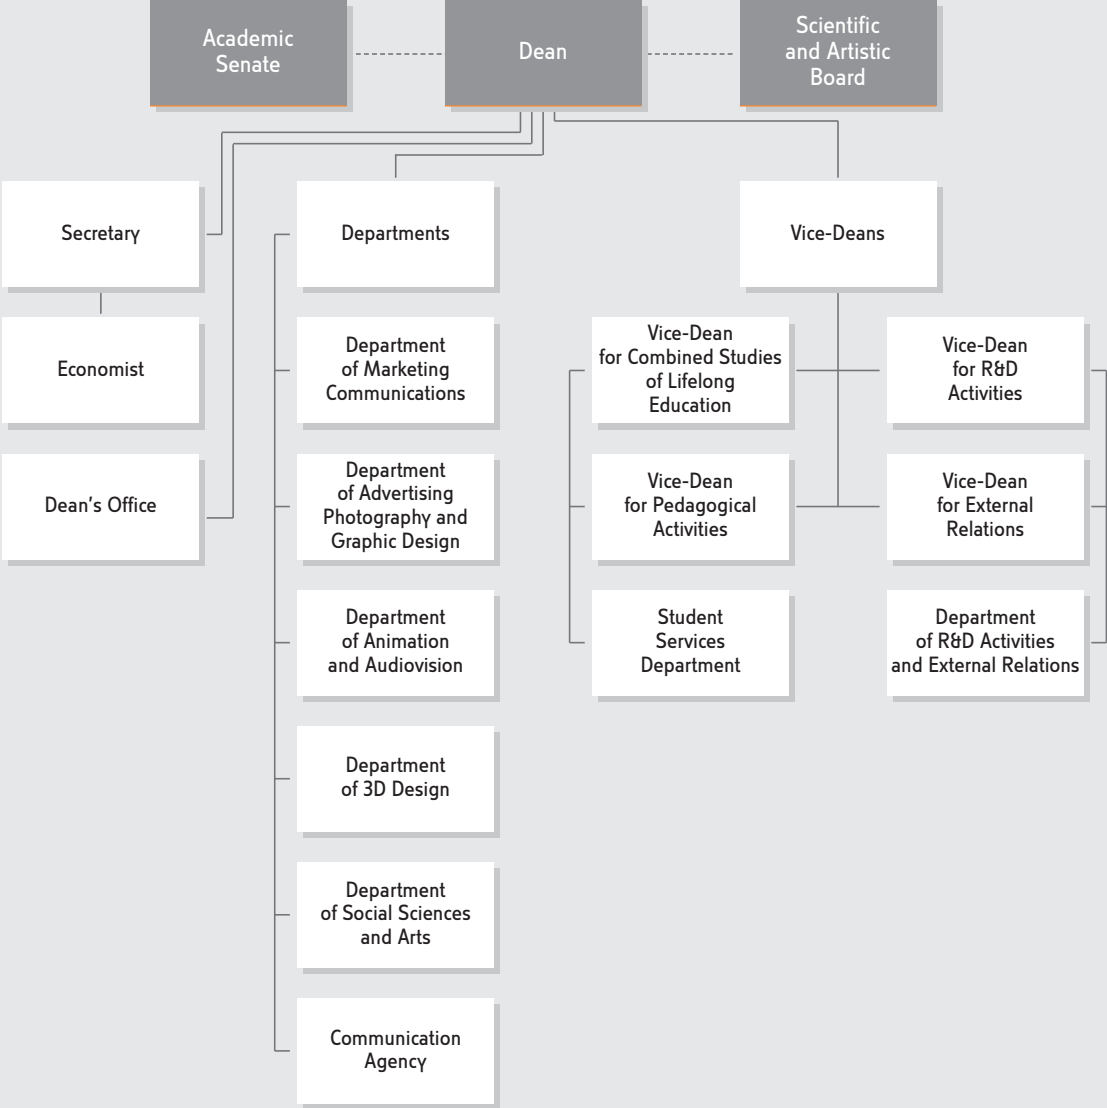 Academic
Senate
Dean
Scientific
and Artistic
Board
Secretary
Departments
Vice-Deans
Economist
Department
of Marketing
Communications
Vice-Dean
for Combined Studies
of Lifelong
Education
Vice-Dean
for R&D
Activities
Dean's Office
Department
of Advertising
Photography and
Graphic Design
Vice-Dean
for Pedagogical
Activities
Vice-Dean
for External
Relations
Department
of Animation
and Audiovision
Student
Services
Department
Department
of R&D Activities
and External Relations
Department
of 3D Design
Department
of Social Sciences
and Arts
Communication
Agency